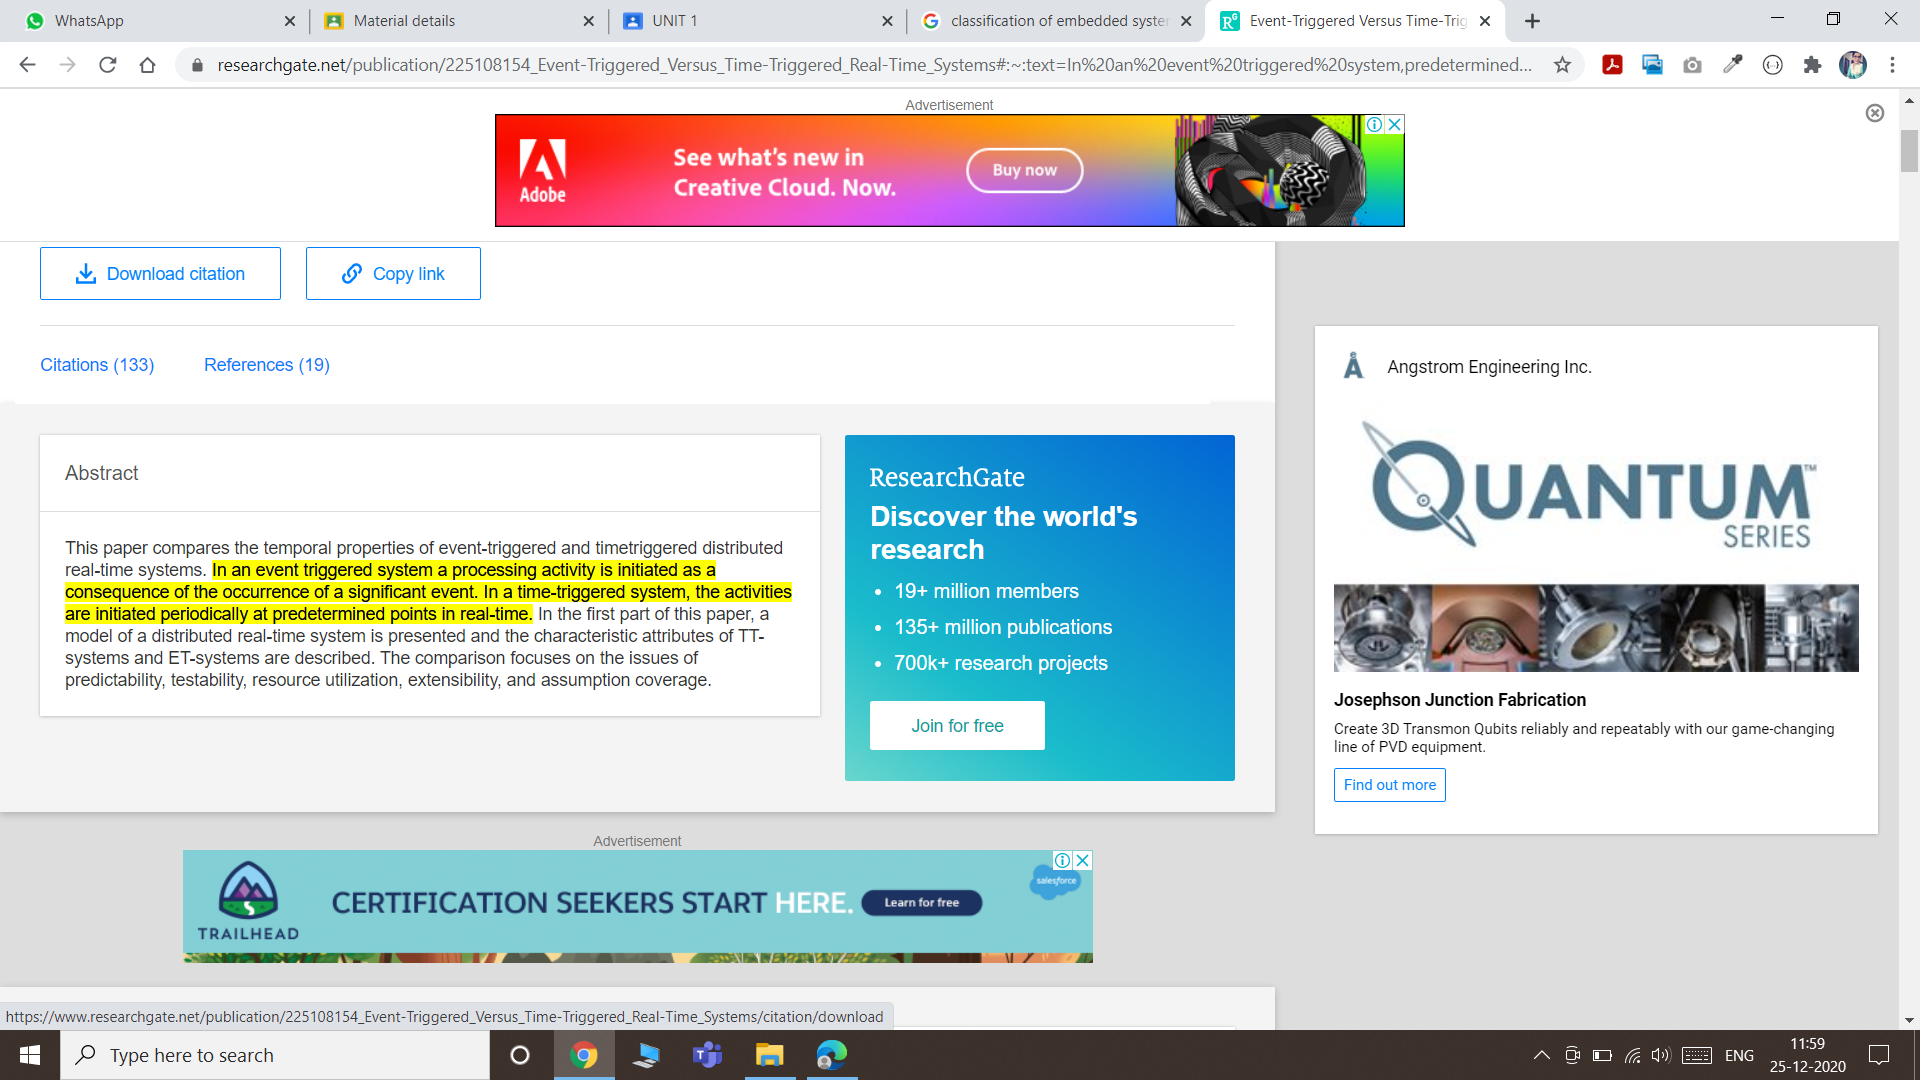 WhatsApp
Material details
UNIT 1
classification of embedded syste
Event-Triggered Versus Time-Trig
researchgate.net/publication/225108154_Event-Triggered_Versus_Time-Triggered_Real-Time_Systems#:~:text=In%20an%20event%20triggered%20system,predetermined...
Advertisement
Adobe
See what's new in
Creative Cloud. Now.
Buy now
Download citation
Copy link
Citations (133)
References (19)
Abstract
This paper compares the temporal properties of event-triggered and timetriggered distributed
real-time systems. In an event triggered system a processing activity is initiated as a
consequence of the occurrence of a significant event. In a time-triggered system, the activities
are initiated periodically at predetermined points in real-time. In the first part of this paper, a
model of a distributed real-time system is presented and the characteristic attributes of TT-
systems and ET-systems are described. The comparison focuses on the issues of
predictability, testability, resource utilization, extensibility, and assumption coverage.
ResearchGate
Discover the world's
research
• 19+ million members
• 135+ million publications
• 700k+ research projects
Join for free
Angstrom Engineering Inc.
QUANTUM™
SERIES
Josephson Junction Fabrication
Create 3D Transmon Qubits reliably and repeatably with our game-changing
line of PVD equipment.
Find out more
Advertisement
TRAILHEAD
CERTIFICATION SEEKERS START HERE.
Learn for free
salesforce
https://www.researchgate.net/publication/225108154_Event-Triggered_Versus_Time-Triggered_Real-Time_Systems/citation/download
Type here to search
ENG
11:59
25-12-2020